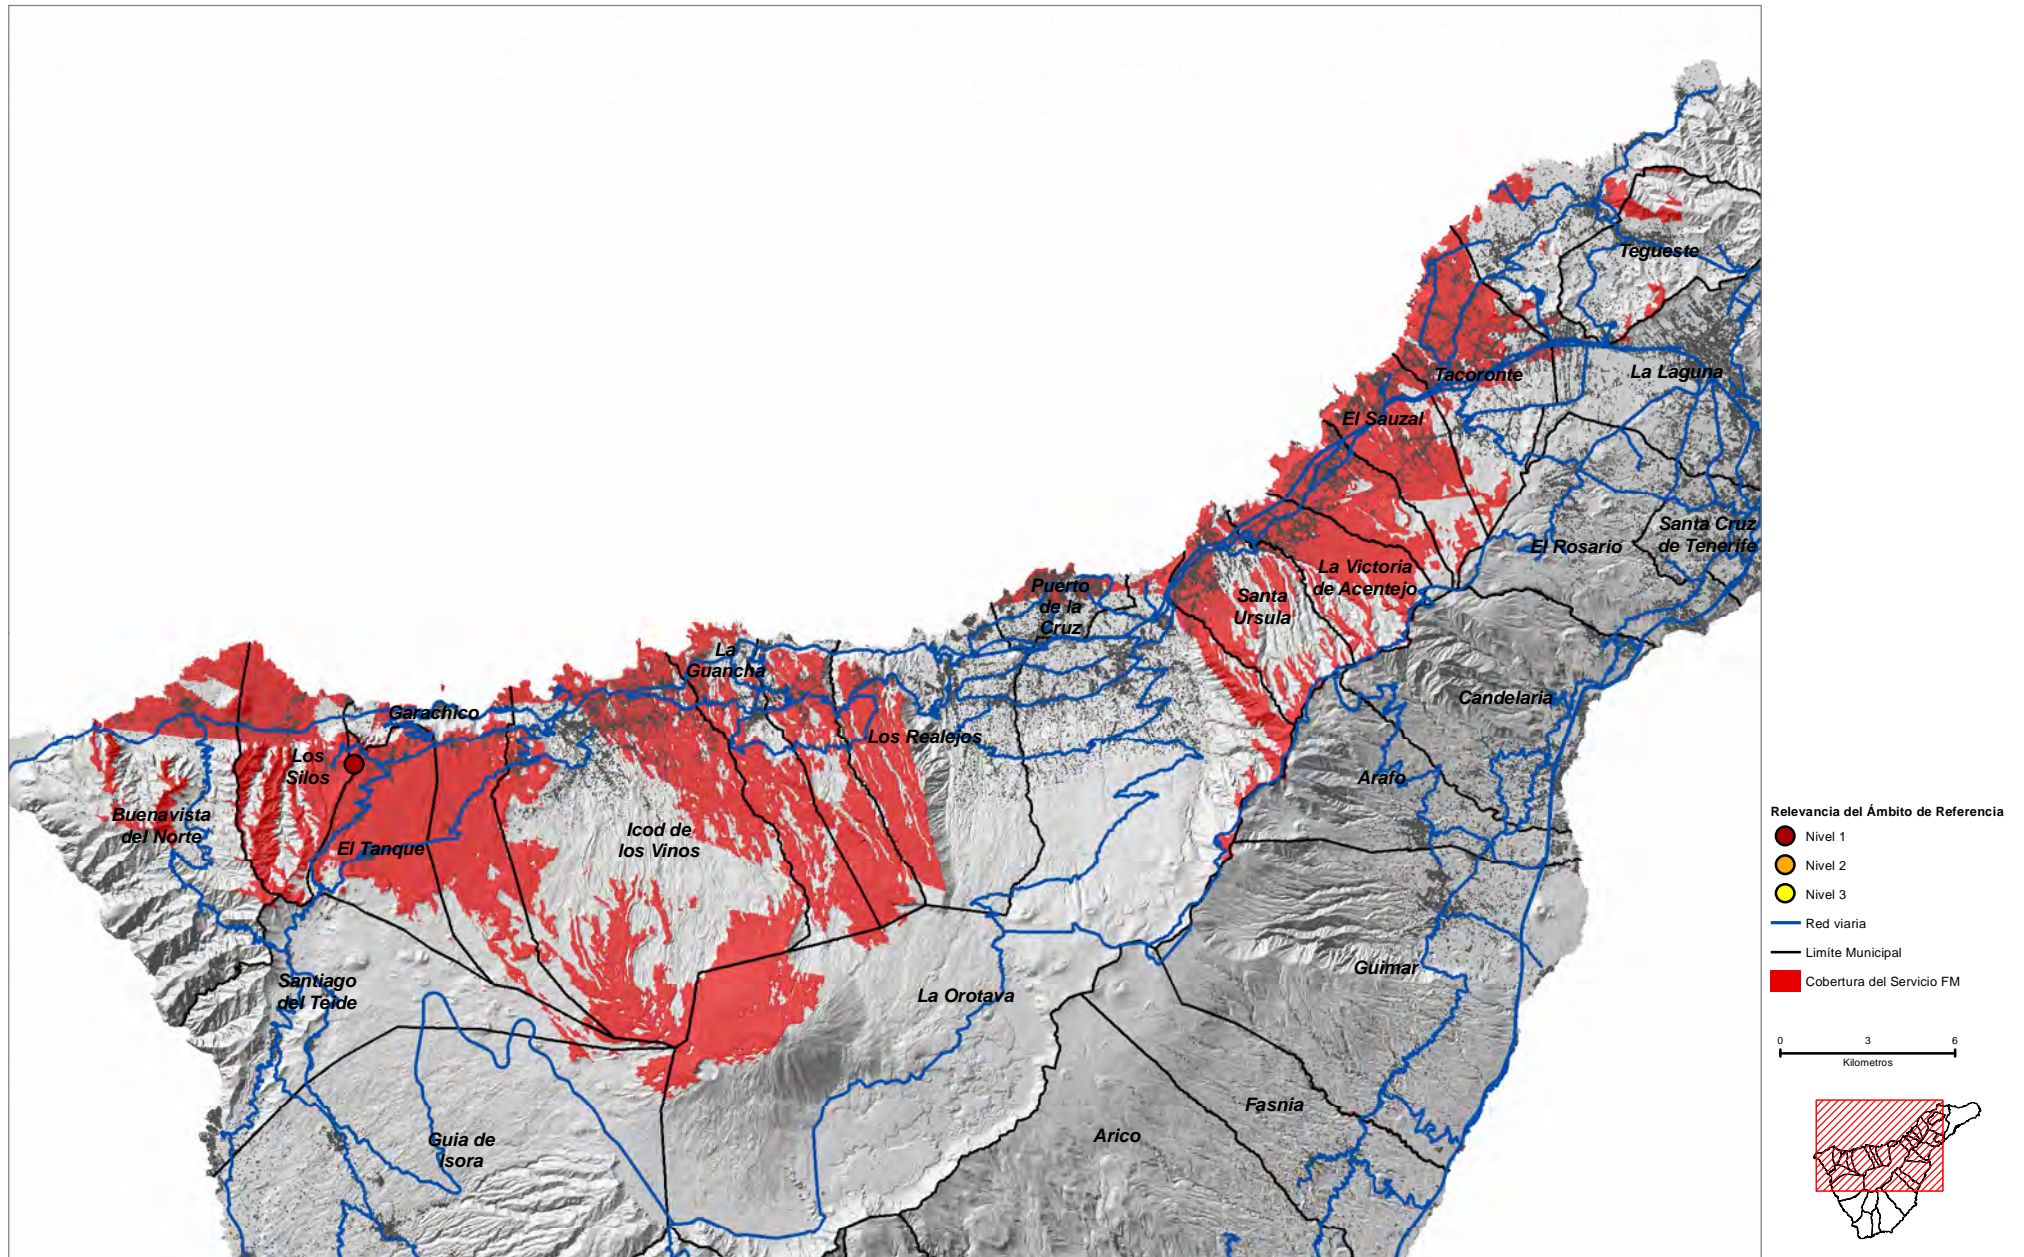 Tegueste
La Laguna
Tacoronte
El Sauzal
Santa Cruz
de Tenerife
El Rosario
La Victoria
de Acentejo
Santa
Ursula
Puerto
de la
Cruz
La
Guancha
Candelaria
Garachico
Los Realejos
Los
Silos
Arafo
Buenavista
del Norte
El Tanque
Icod de
los Vinos
Guimar
Santiago
del Teide
La Orotava
Fasnia
Arico
Guia de
Isora
Relevancia del Ámbito de Referencia
Nivel 1
Nivel 2
Nivel 3
Red viaria
Limíte Municipal
Cobertura del Servicio FM
0 3 6
Kilometros